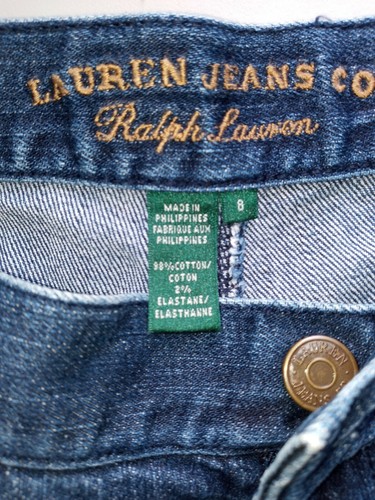 LAUREN JEANS CO
Ralph Lauren
8
MADE IN
PHILIPPINES
FABRIQUE AUX
PHILIPPINES
98% COTTON/
COTON
2%
ELASTANE/
ELASTHANNE